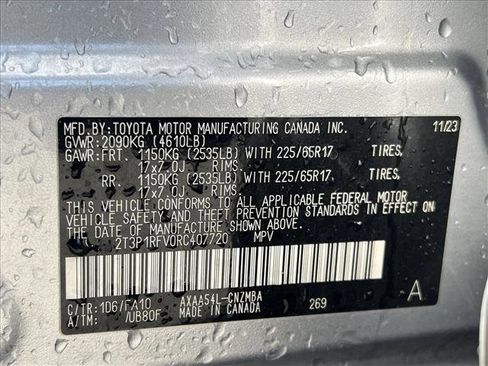 MFD.BY:TOYOTA MOTOR MANUFACTURING CANADA INC. 11/23
GVWR:2090KG (4610LB)
GAWR:FRT. 1150KG (2535LB) WITH 225/65R17 TIRES,
17x7.0J RIMS
RR. 1150KG (2535LB) WITH 225/65R17 TIRES,
17x7.0J RIMS
THIS VEHICLE CONFORMS TO ALL APPLICABLE FEDERAL MOTOR
VEHICLE SAFETY AND THEFT PREVENTION STANDARDS IN EFFECT ON
THE DATE OF MANUFACTURE SHOWN ABOVE.
2T3P1RFV0RC407720 MPV
C/TR:1D6/FA10 AXAA54L-CNZMBA
A/TM: /UB80F MADE IN CANADA 269 A